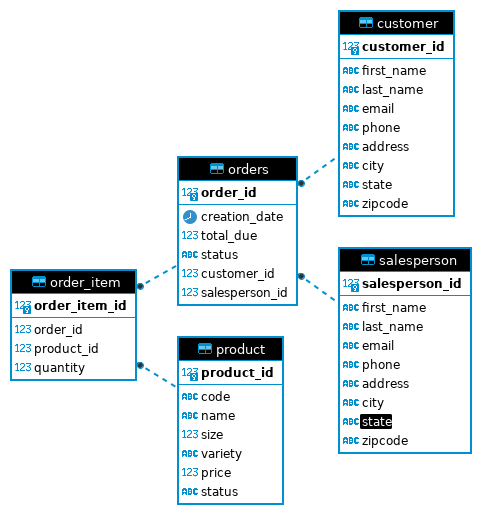 customer
123 customer_id
ABC first_name
ABC last_name
ABC email
ABC phone
ABC address
ABC city
ABC state
ABC zipcode
orders
123 order_id
creation_date
123 total_due
ABC status
123 customer_id
123 salesperson_id
salesperson
123 salesperson_id
ABC first_name
ABC last_name
ABC email
ABC phone
ABC address
ABC city
ABC state
ABC zipcode
order_item
123 order_item_id
123 order_id
123 product_id
123 quantity
product
123 product_id
ABC code
ABC name
123 size
ABC variety
123 price
ABC status